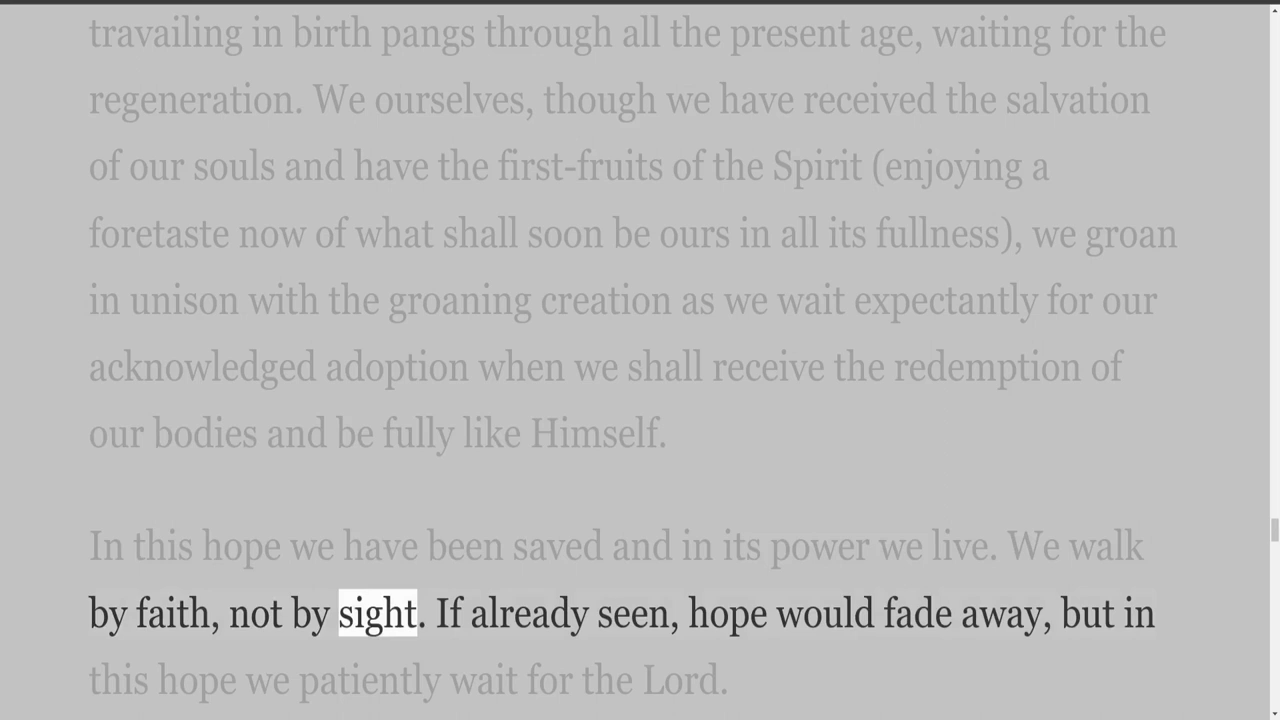 travailing in birth pangs through all the present age, waiting for the
regeneration. We ourselves, though we have received the salvation
of our souls and have the first-fruits of the Spirit (enjoying a
foretaste now of what shall soon be ours in all its fullness), we groan
in unison with the groaning creation as we wait expectantly for our
acknowledged adoption when we shall receive the redemption of
our bodies and be fully like Himself.
In this hope we have been saved and in its power we live. We walk
by faith, not by sight. If already seen, hope would fade away, but in
this hope we patiently wait for the Lord.